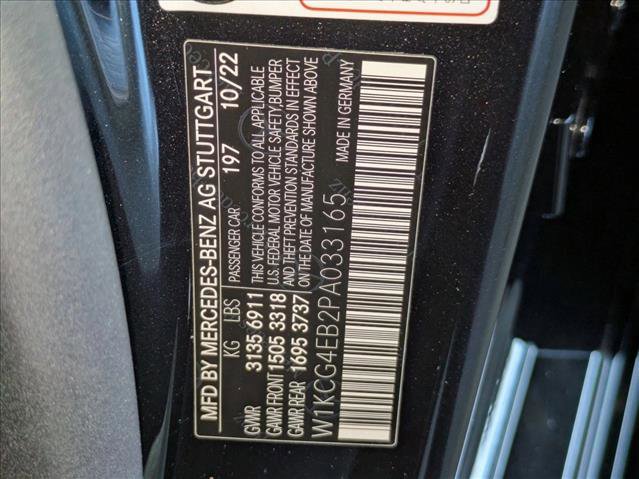 MFD. BY MERCEDES-BENZ AG STUTTGART
KG LBS PASSENGER CAR 197 10/22
GVWR 3135 6911
GAWR FRONT 1505 3318
GAWR REAR 1695 3737
THIS VEHICLE CONFORMS TO ALL APPLICABLE
U.S. FEDERAL MOTOR VEHICLE SAFETY,BUMPER
AND THEFT PREVENTION STANDARDS IN EFFECT
ON THE DATE OF MANUFACTURE SHOWN ABOVE
W1KCG4EB2PA033165 MADE IN GERMANY